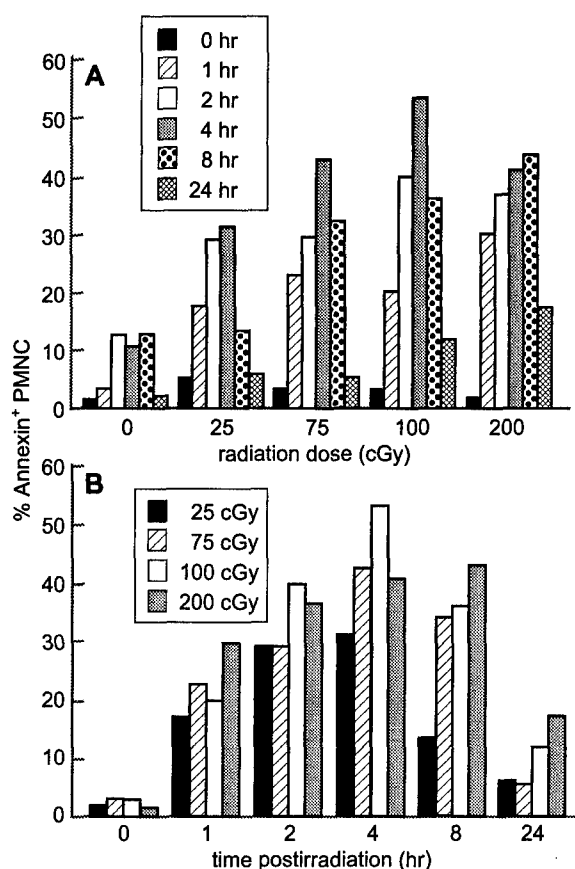 A
0 hr
1 hr
2 hr
4 hr
8 hr
24 hr
60
50
40
30
20
10
0
0 25 75 100 200
radiation dose (cGy)
% Annexin+ PMNC
B
25 cGy
75 cGy
100 cGy
200 cGy
60
50
40
30
20
10
0
0 1 2 4 8 24
time postirradiation (hr)